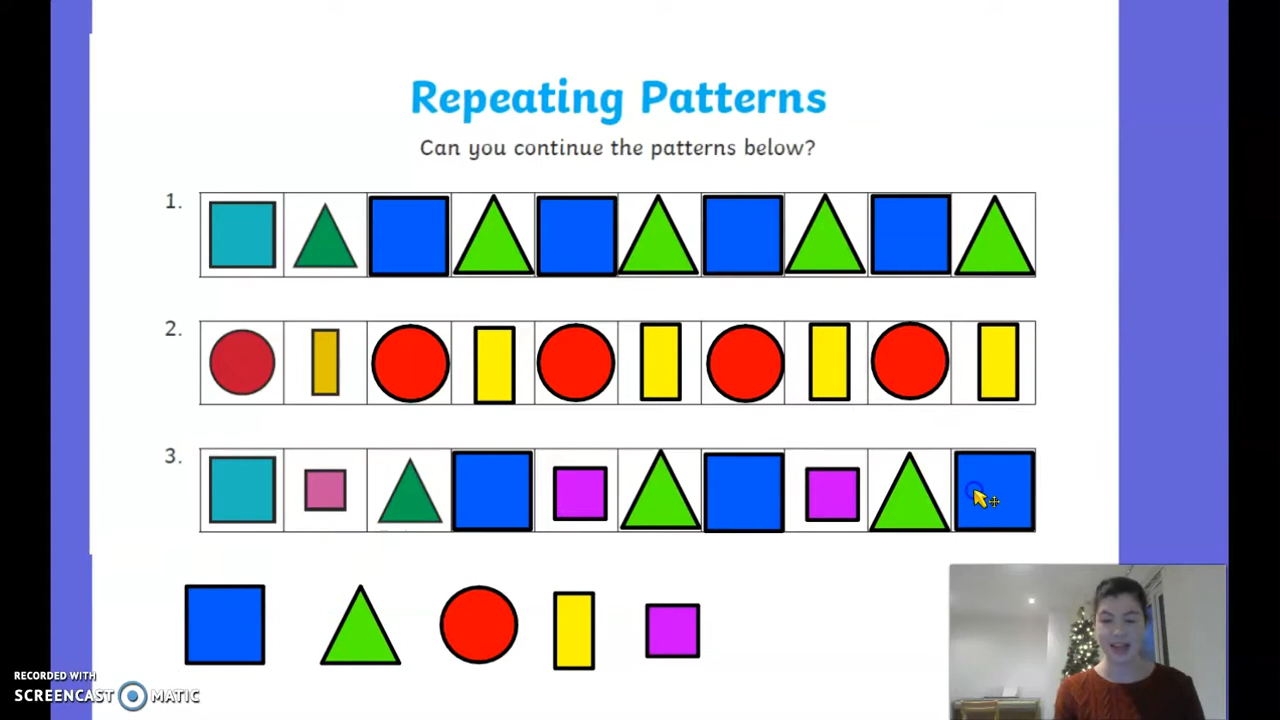 Repeating Patterns
Can you continue the patterns below?
1.
2.
3.
RECORDED WITH
SCREENCAST MATIC